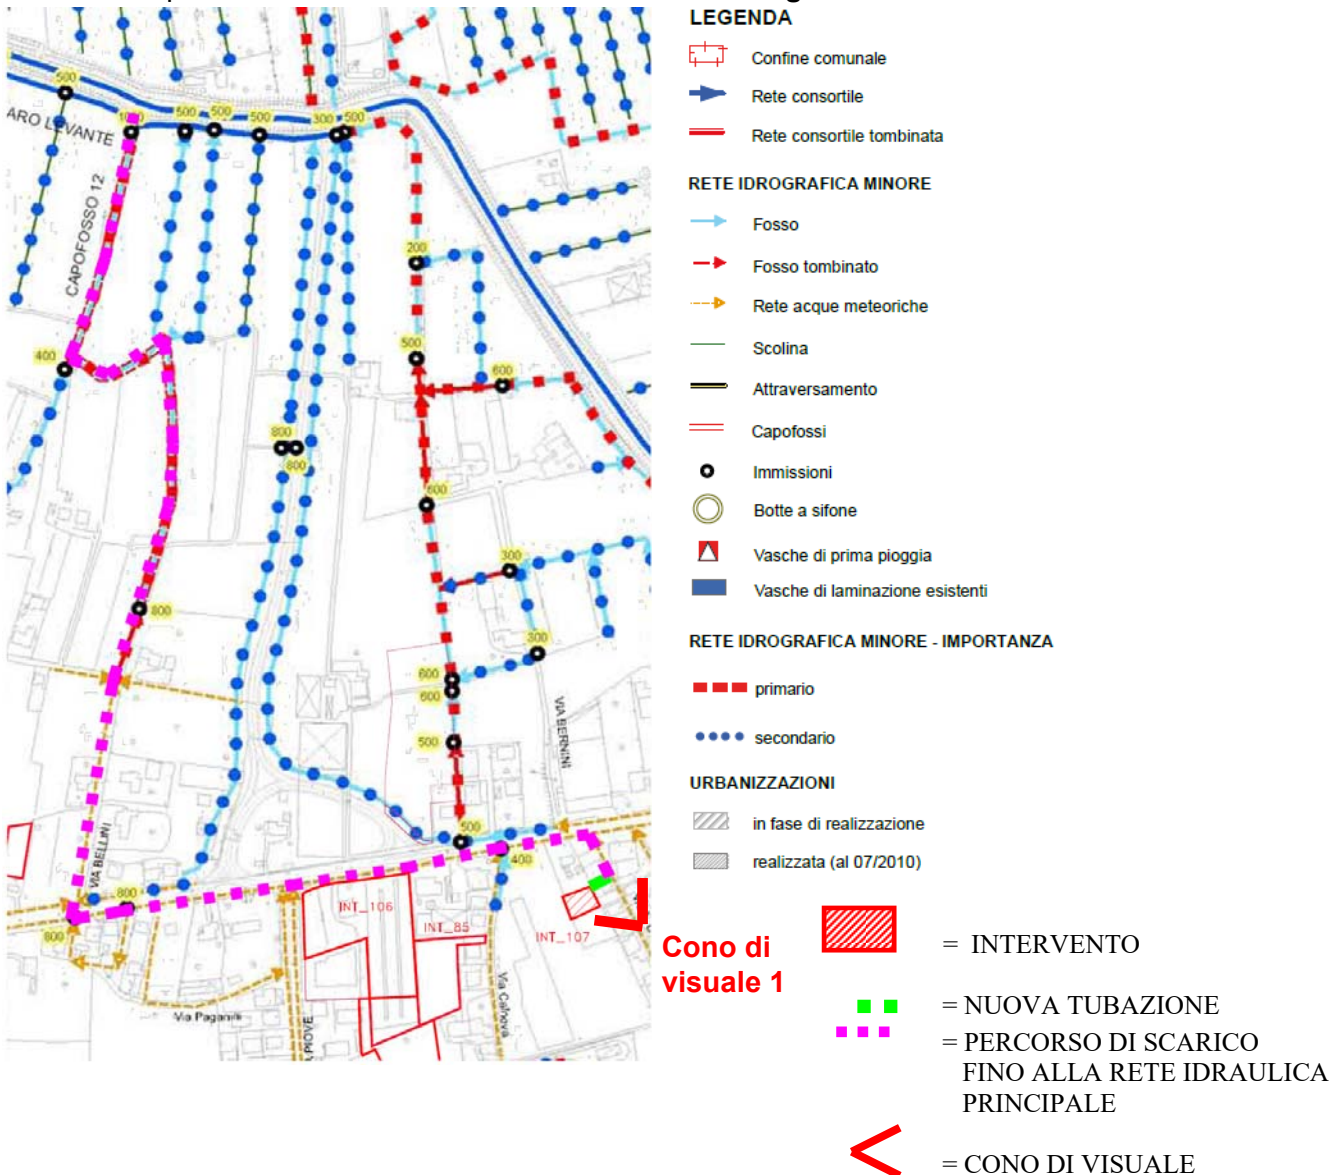 LEGENDA
Confine comunale
Rete consortile
Rete consortile tombinata
RETE IDROGRAFICA MINORE
Fosso
Fosso tombinato
Rete acque meteoriche
Scolina
Attraversamento
Capofossi
Immissioni
Botte a sifone
Vasche di prima pioggia
Vasche di laminazione esistenti
RETE IDROGRAFICA MINORE - IMPORTANZA
primario
secondario
URBANIZZAZIONI
in fase di realizzazione
realizzata (al 07/2010)
= INTERVENTO
= NUOVA TUBAZIONE
= PERCORSO DI SCARICO
FINO ALLA RETE IDRAULICA
PRINCIPALE
= CONO DI VISUALE
Cono di
visuale 1
500
ARO LEVANTE
500
500
500
300
500
CAPOFOSSO 12
200
400
500
600
800
800
600
300
800
300
600
600
500
VIA BERNINI
500
400
VIA BELLINI
800
800
INT_106
INT_85
INT_107
Via Paganini
PIOVE
Via Canova